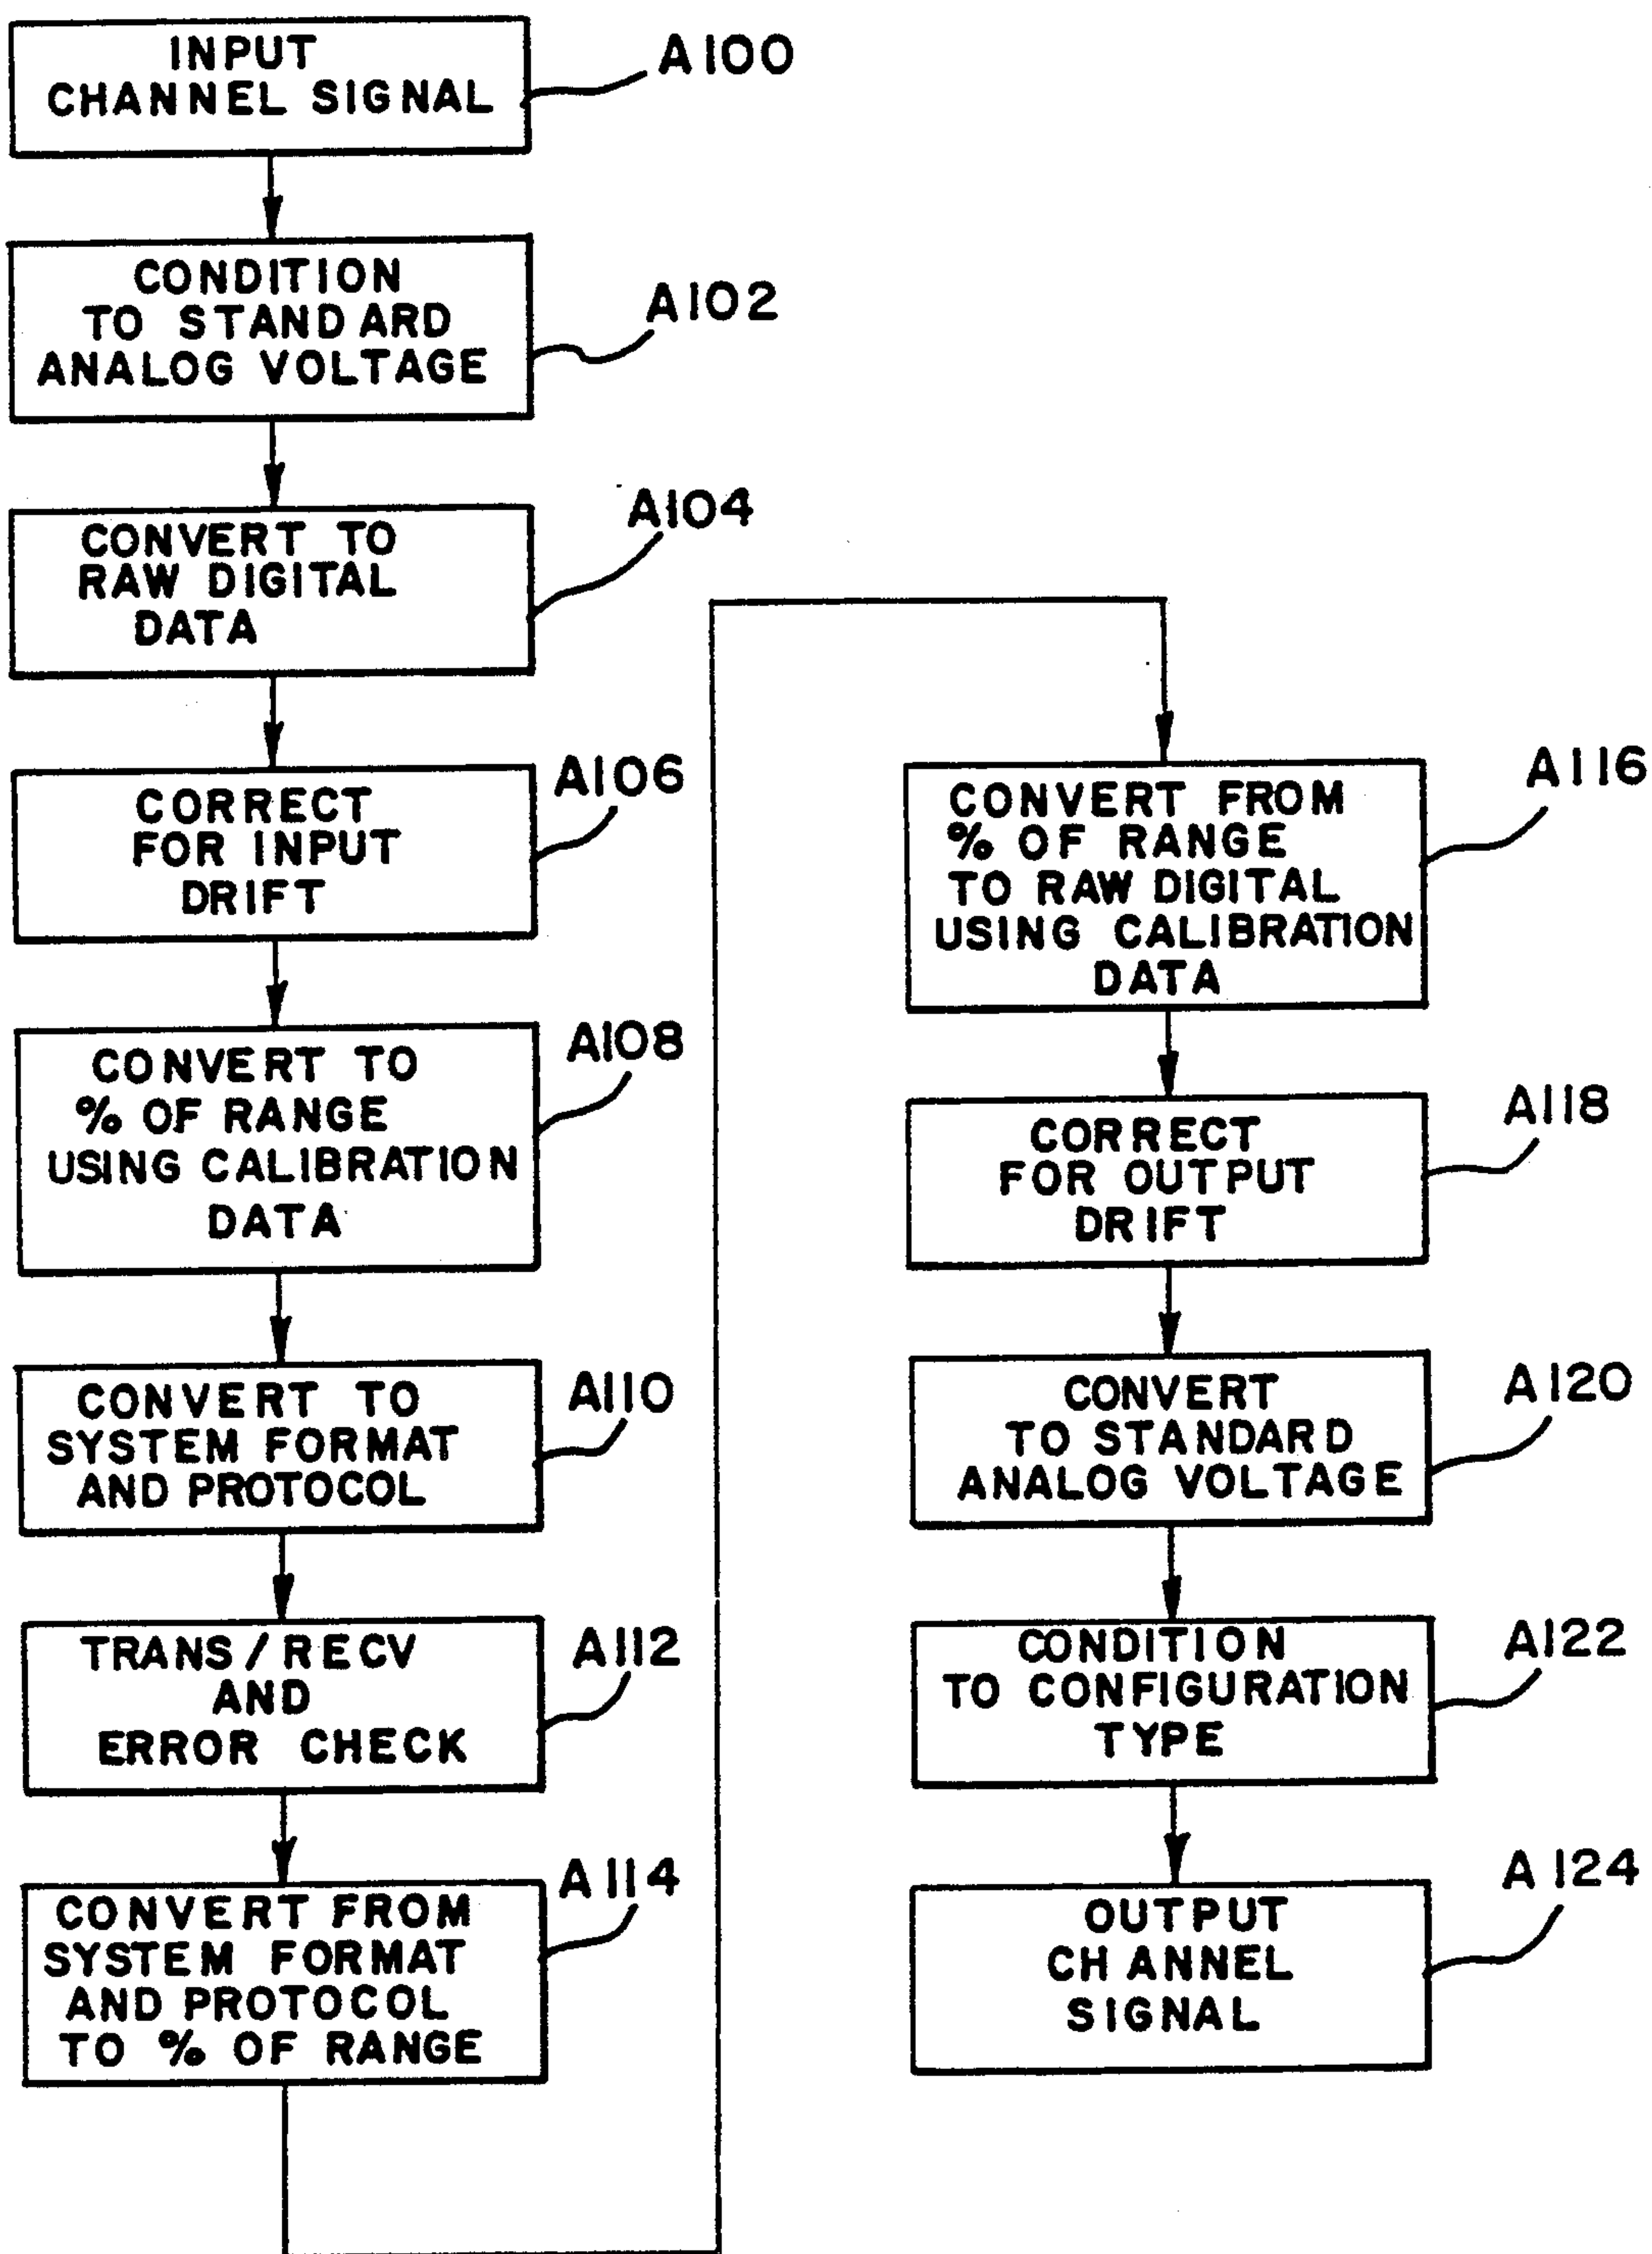 INPUT
CHANNEL SIGNAL
A100
CONDITION
TO STANDARD
ANALOG VOLTAGE
A102
CONVERT TO
RAW DIGITAL
DATA
A104
CORRECT
FOR INPUT
DRIFT
A106
CONVERT TO
% OF RANGE
USING CALIBRATION
DATA
A108
CONVERT TO
SYSTEM FORMAT
AND PROTOCOL
A110
TRANS/RECV
AND
ERROR CHECK
A112
CONVERT FROM
SYSTEM FORMAT
AND PROTOCOL
TO % OF RANGE
A114
CONVERT FROM
% OF RANGE
TO RAW DIGITAL
USING CALIBRATION
DATA
A116
CORRECT
FOR OUTPUT
DRIFT
A118
CONVERT
TO STANDARD
ANALOG VOLTAGE
A120
CONDITION
TO CONFIGURATION
TYPE
A122
OUTPUT
CHANNEL
SIGNAL
A124